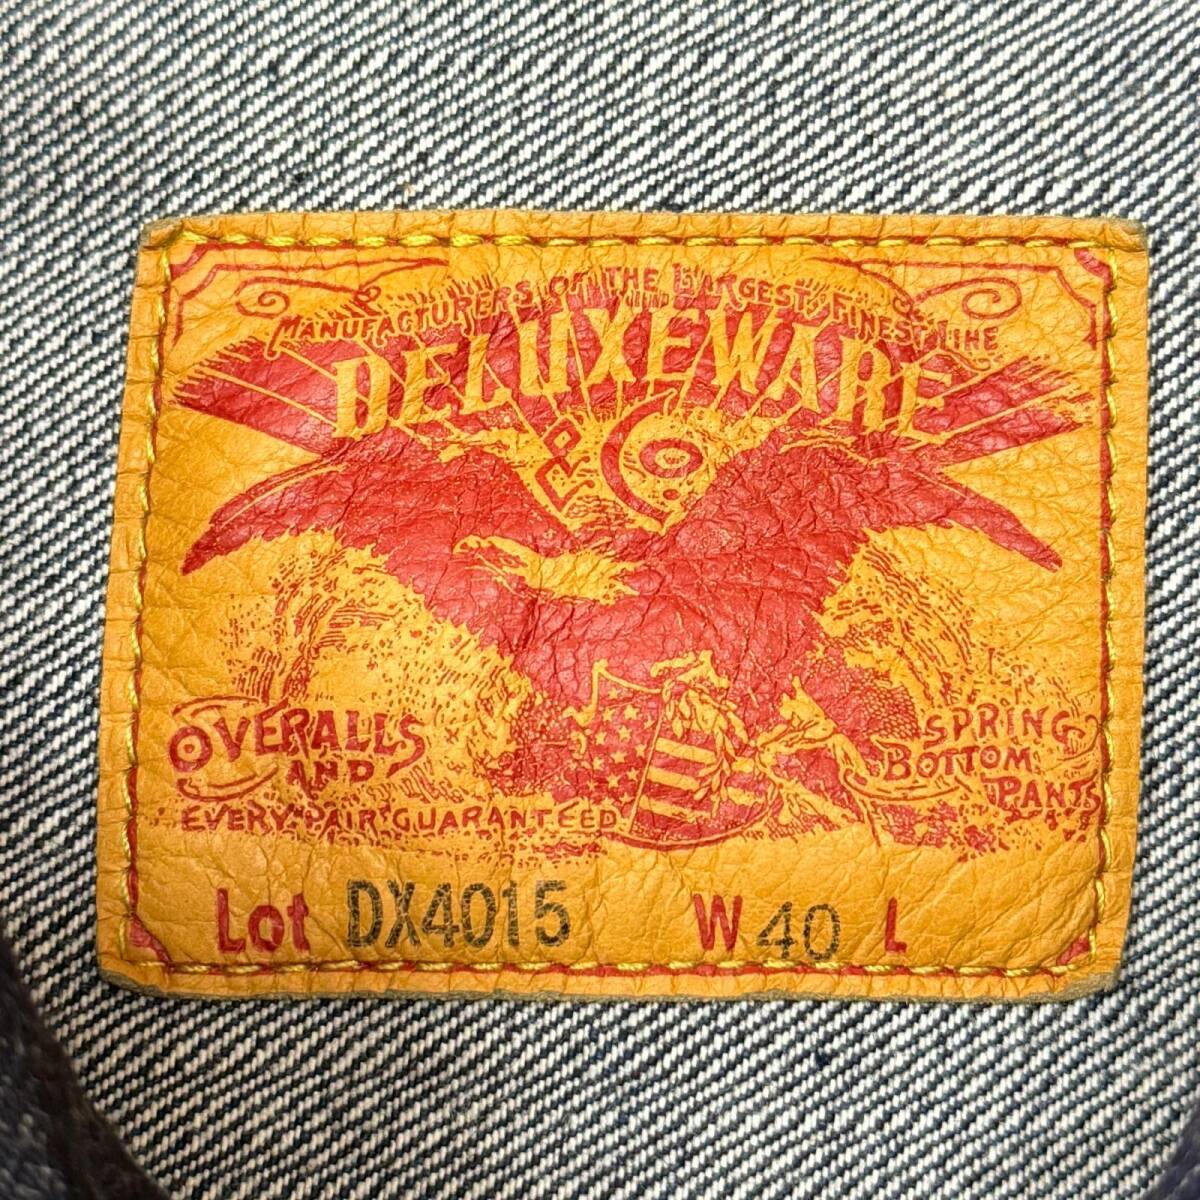 MANUFACTURERS OF THE LARGEST, FINEST LINE
DELUXEWARE
OVERALLS
AND
EVERY PAIR GUARANTEED
SPRING
BOTTOM
PANTS
Lot DX4015 W 40 L